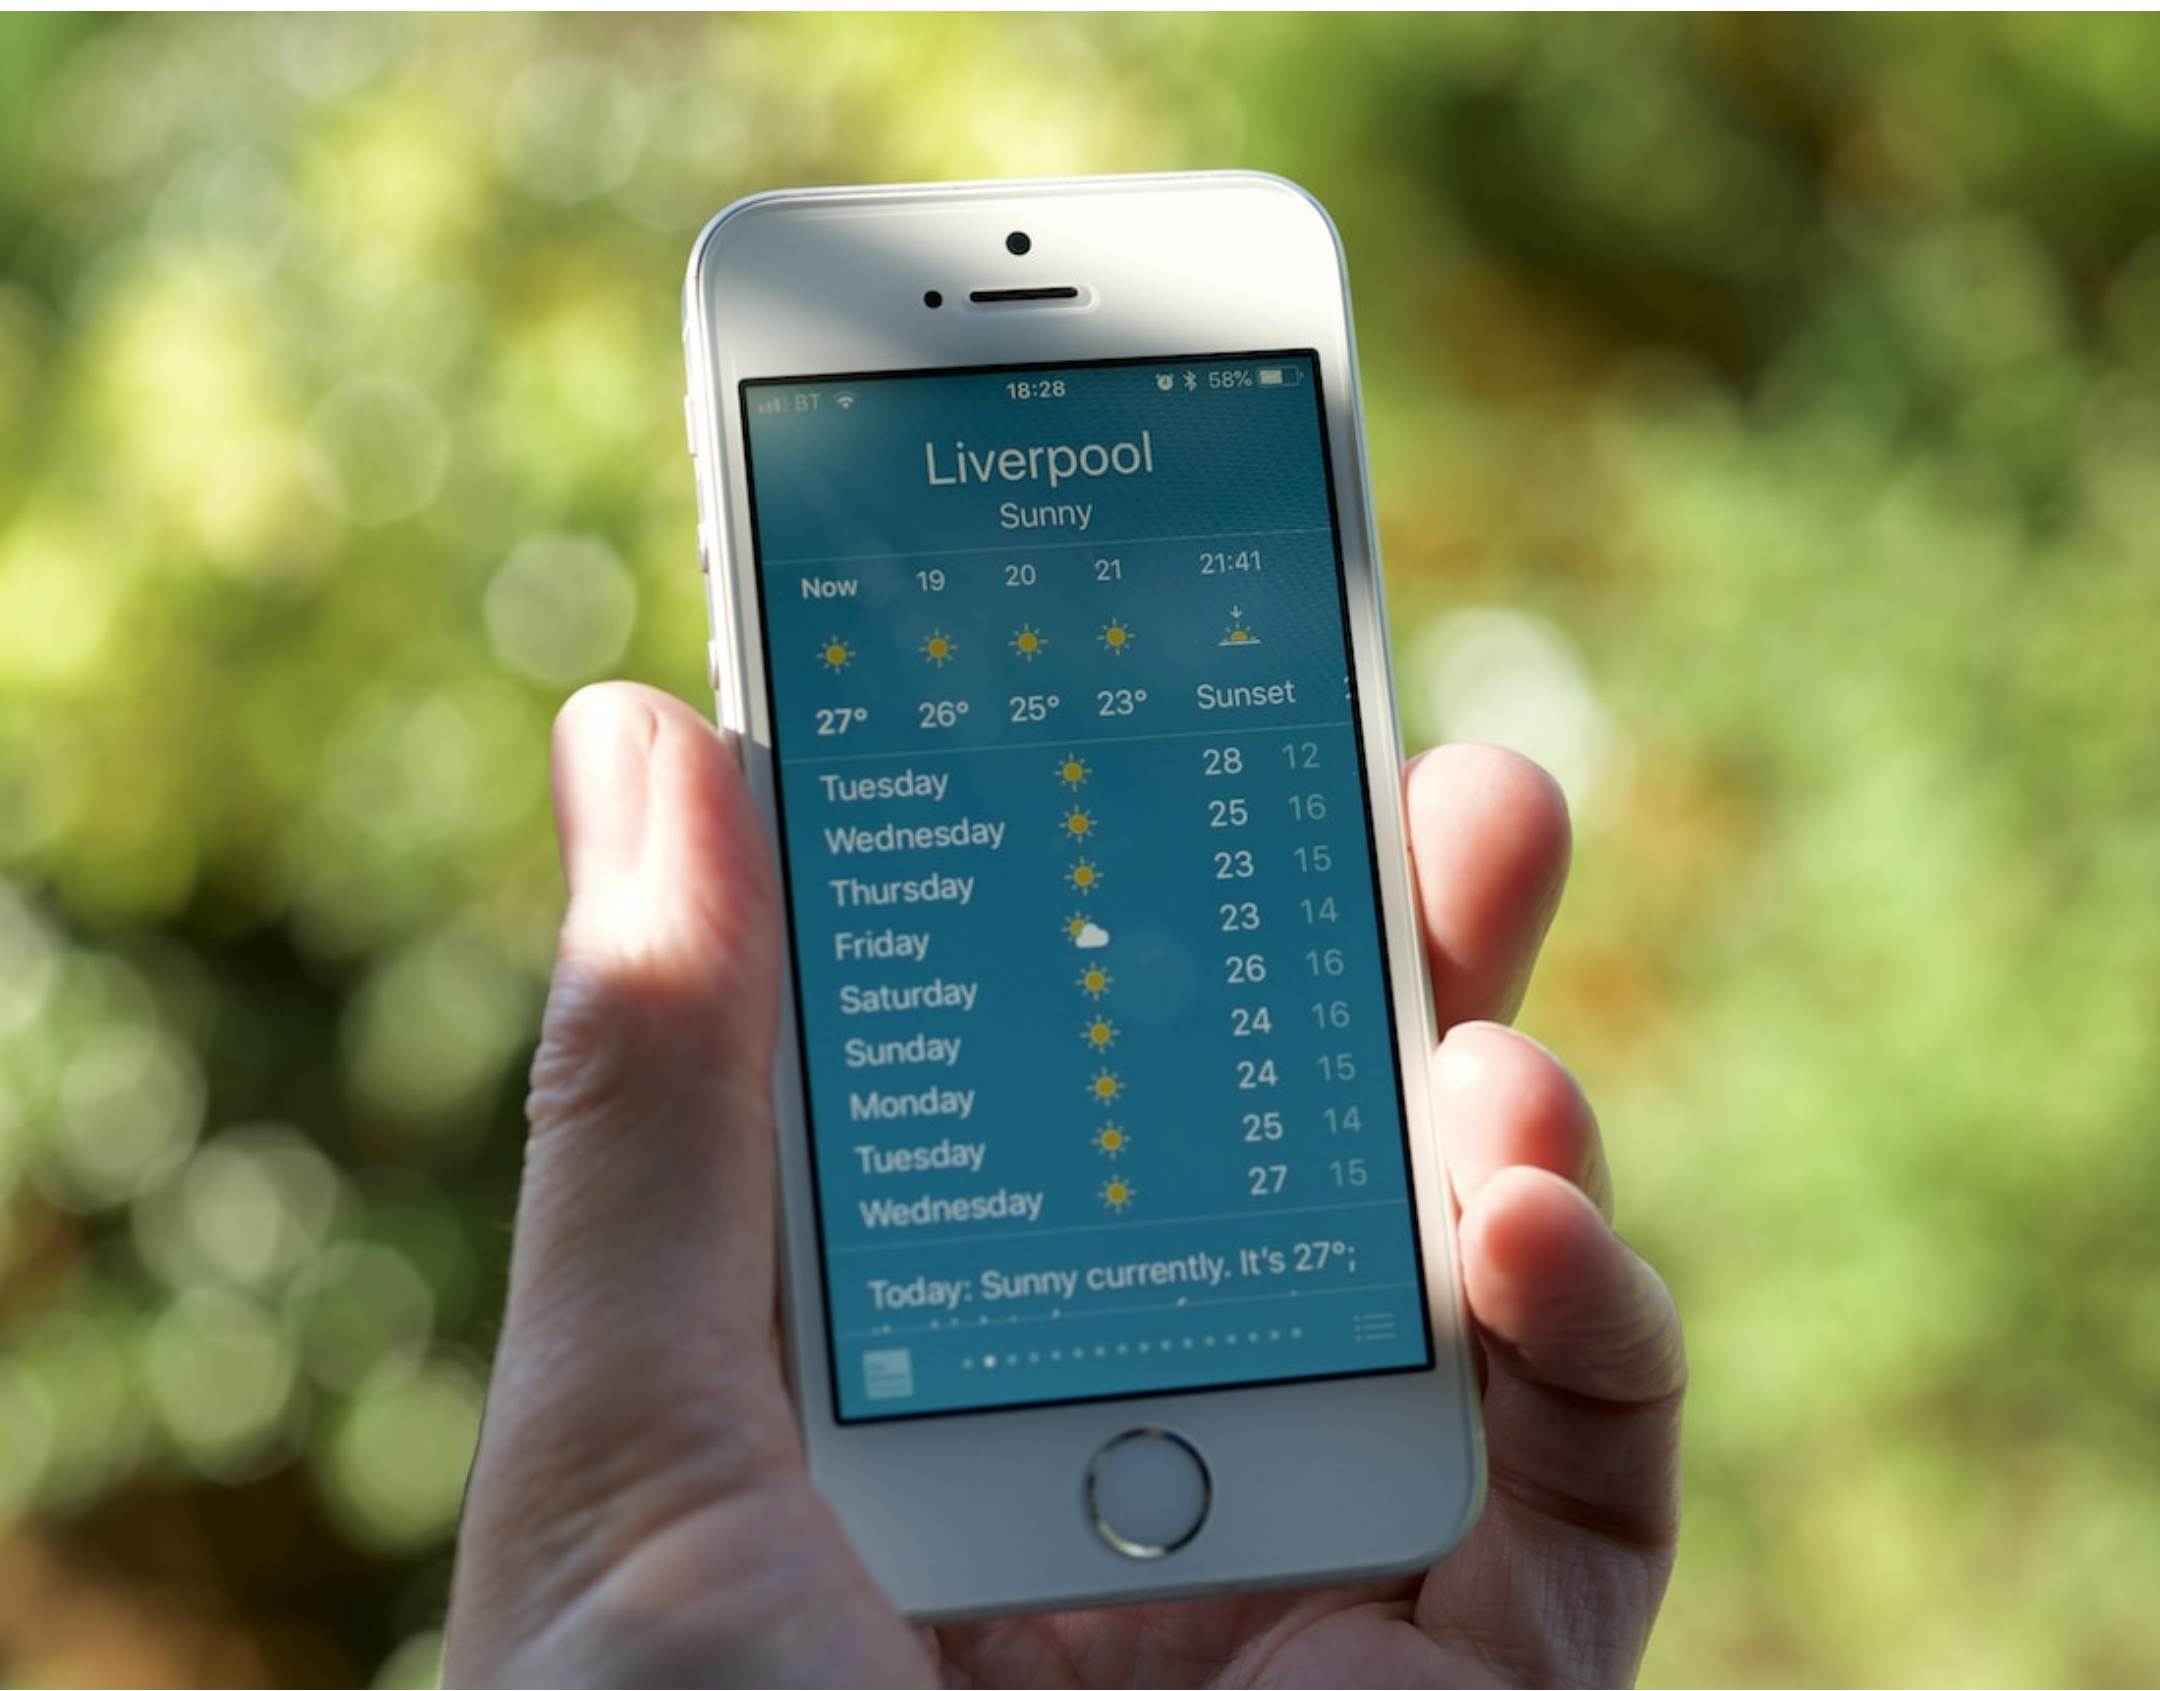 BT 18:28 58%
Liverpool
Sunny
Now 19 20 21 21:41
27° 26° 25° 23° Sunset
Tuesday 28 12
Wednesday 25 16
Thursday 23 15
Friday 23 14
Saturday 26 16
Sunday 24 16
Monday 24 15
Tuesday 25 14
Wednesday 27 15
Today: Sunny currently. It's 27°;